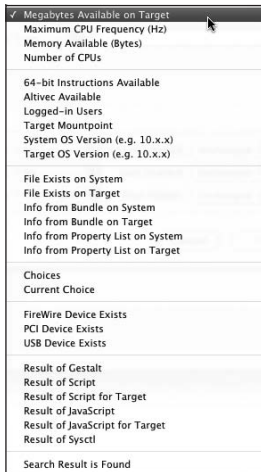 ✓ Megabytes Available on Target
Maximum CPU Frequency (Hz)
Memory Available (Bytes)
Number of CPUs
64-bit Instructions Available
Altivec Available
Logged-in Users
Target Mountpoint
System OS Version (e.g. 10.x.x)
Target OS Version (e.g. 10.x.x)
File Exists on System
File Exists on Target
Info from Bundle on System
Info from Bundle on Target
Info from Property List on System
Info from Property List on Target
Choices
Current Choice
FireWire Device Exists
PCI Device Exists
USB Device Exists
Result of Gestalt
Result of Script
Result of Script for Target
Result of JavaScript
Result of JavaScript for Target
Result of Sysctl
Search Result is Found